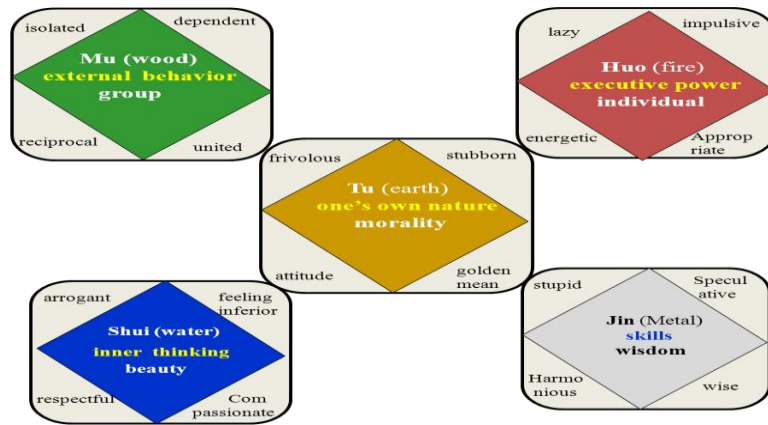 isolated
dependent
Mu (wood)
external behavior
group
reciprocal
united
lazy
impulsive
Huo (fire)
executive power
individual
energetic
Approp
riate
frivolous
stubborn
Tu (earth)
one's own nature
morality
attitude
golden
mean
arrogant
feeling
inferior
Shui (water)
inner thinking
beauty
respectful
Com
passionate
stupid
Specul
ative
Jin (Metal)
skills
wisdom
Harmo
nious
wise